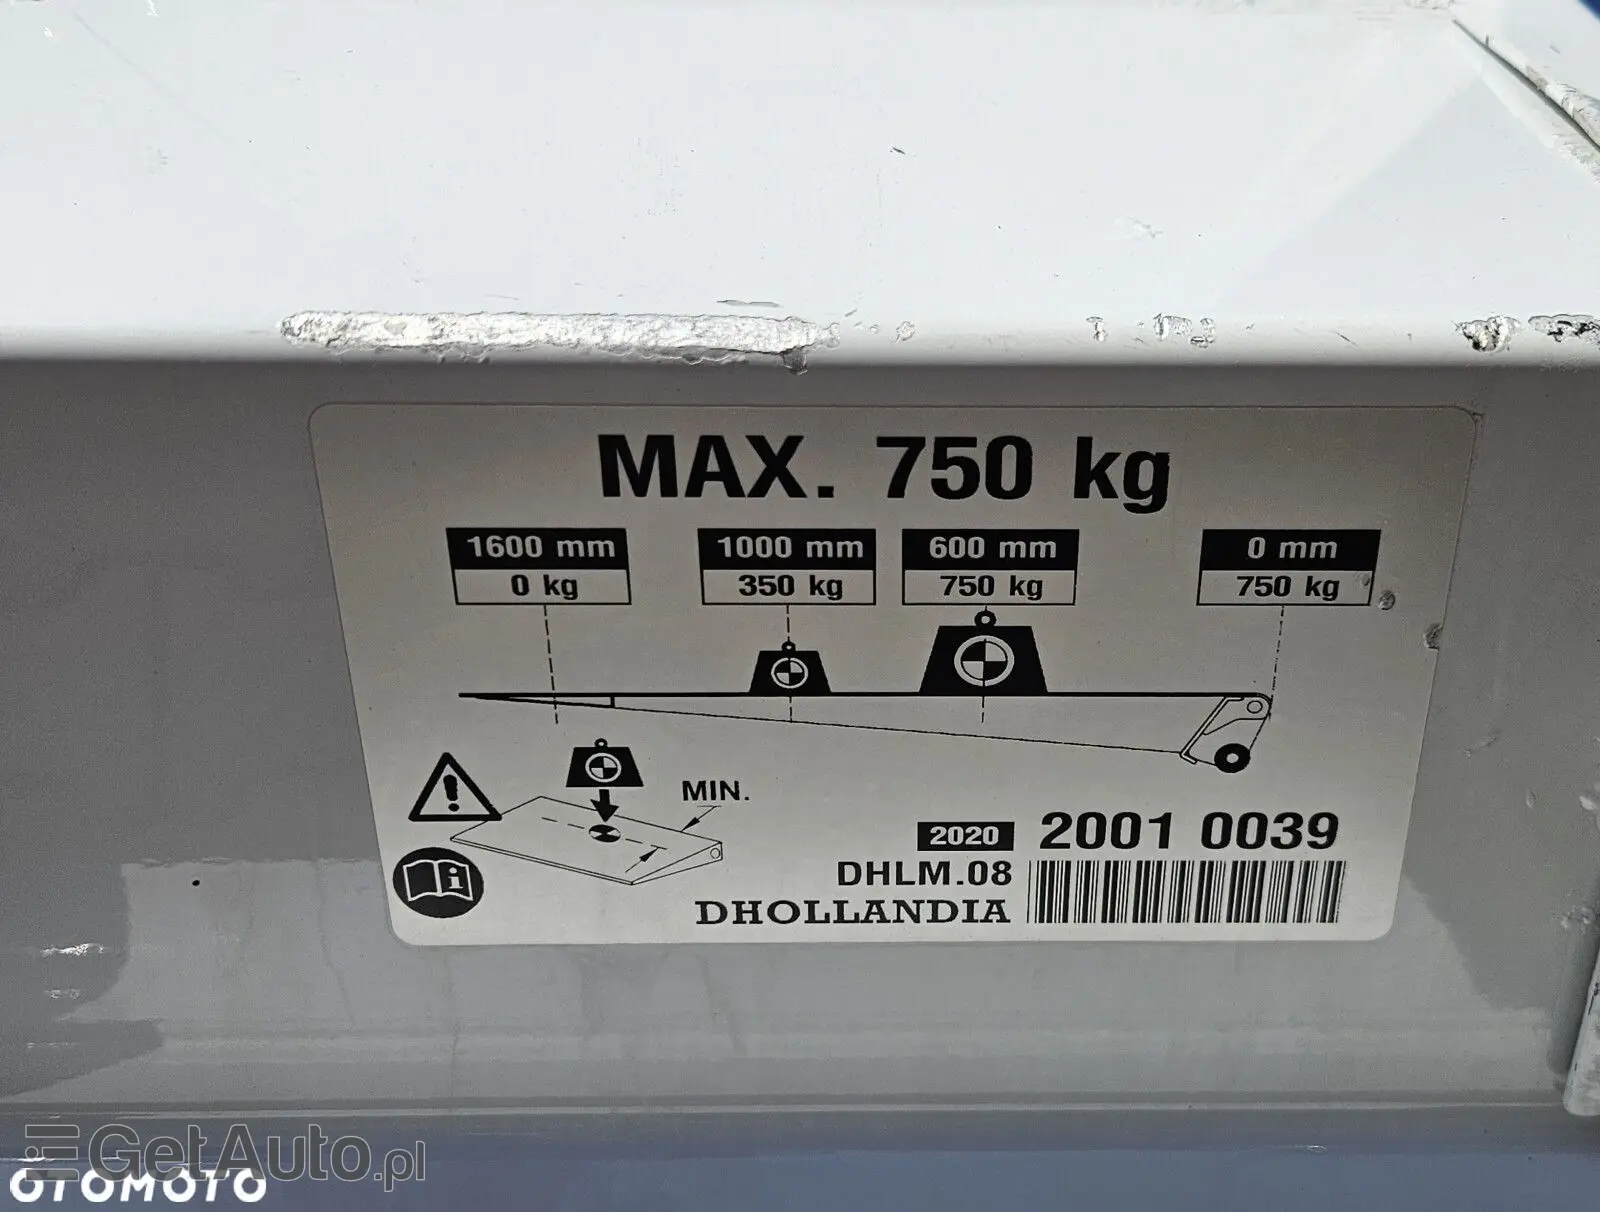 MAX. 750 kg
1600 mm 1000 mm 600 mm 0 mm
0 kg 350 kg 750 kg 750 kg
MIN.
2020 2001 0039
DHLM.08
DHOLLANDIA
GetAuto.pl
OTOMOTO